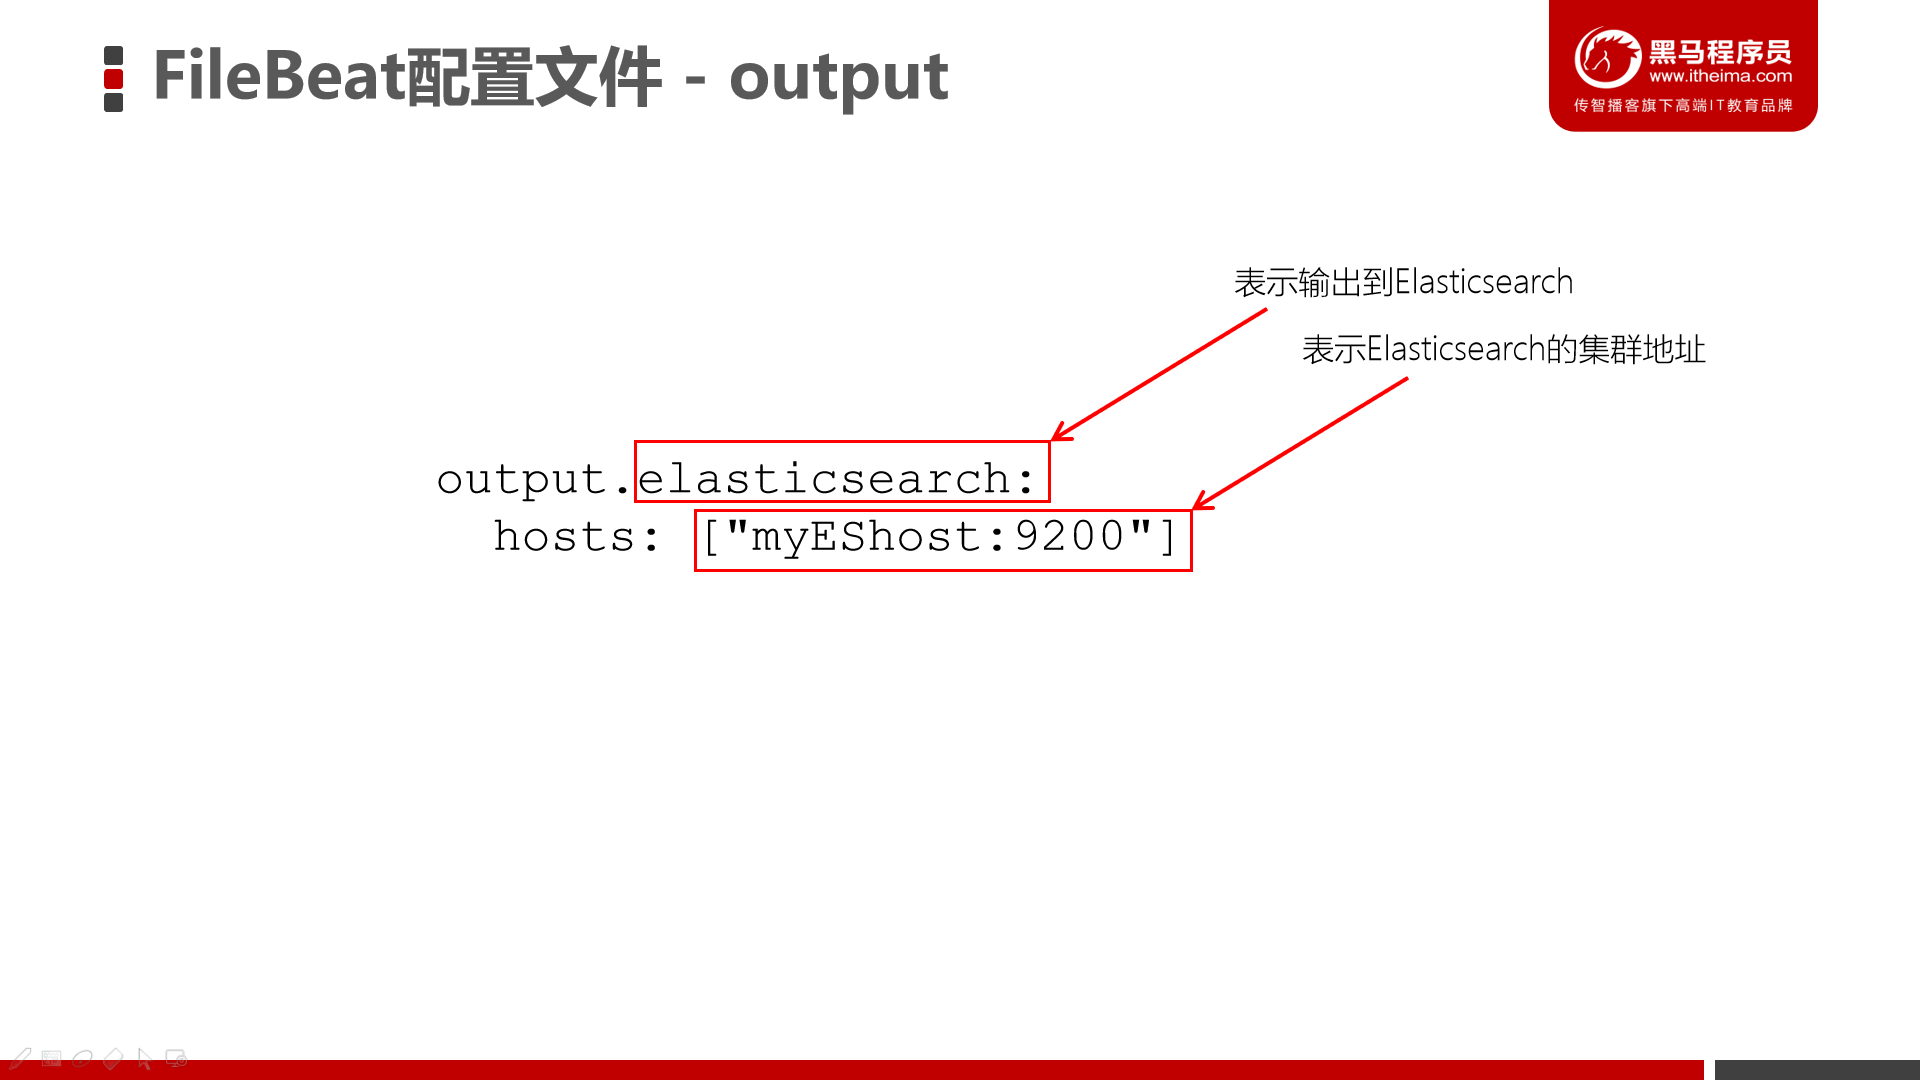 FileBeat配置文件 - output
黑马程序员
www.itheima.com
传智播客旗下高端IT教育品牌
表示输出到Elasticsearch
表示Elasticsearch的集群地址
output.elasticsearch:
hosts: ["myEShost:9200"]